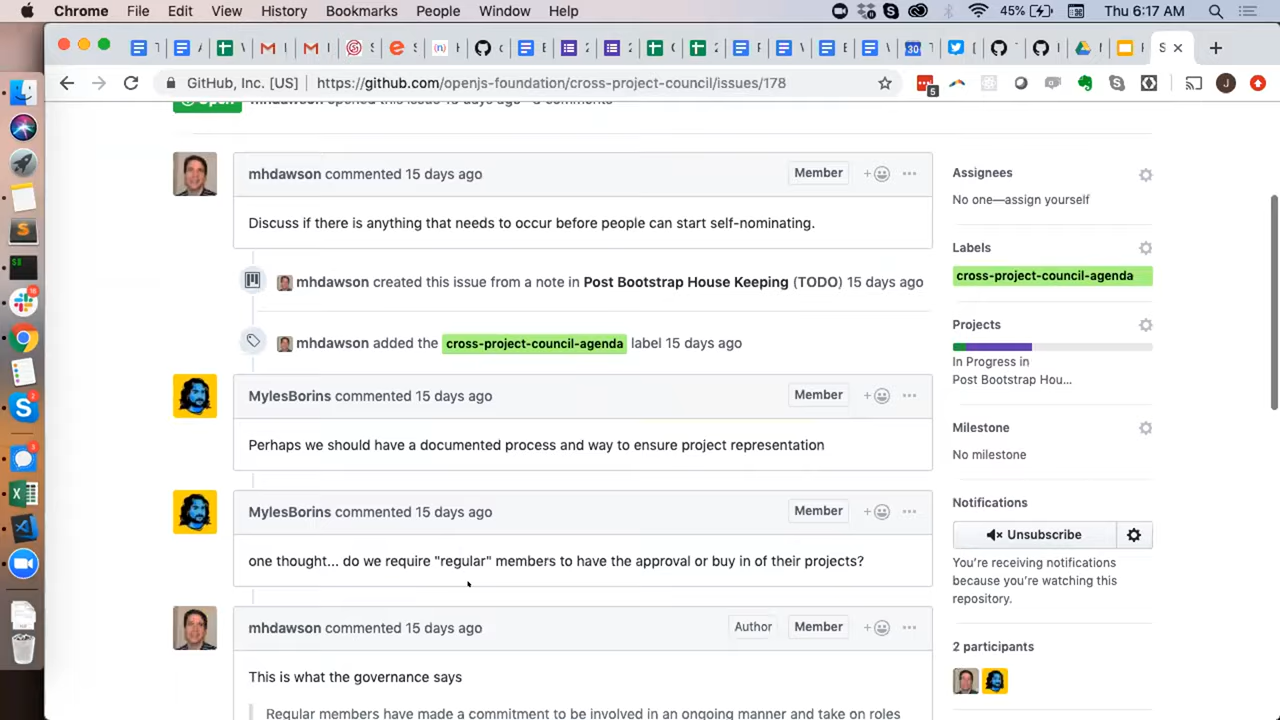 Chrome File Edit View History Bookmarks People Window Help 45% Thu 6:17 AM
GitHub, Inc. [US] https://github.com/openjs-foundation/cross-project-council/issues/178
5
J
Open mhdawson opened this issue 15 days ago
mhdawson commented 15 days ago Member
Discuss if there is anything that needs to occur before people can start self-nominating.
mhdawson created this issue from a note in Post Bootstrap House Keeping (TODO) 15 days ago
mhdawson added the cross-project-council-agenda label 15 days ago
MylesBorins commented 15 days ago Member
Perhaps we should have a documented process and way to ensure project representation
MylesBorins commented 15 days ago Member
one thought... do we require "regular" members to have the approval or buy in of their projects?
mhdawson commented 15 days ago Author Member
This is what the governance says
Regular members have made a commitment to be involved in an ongoing manner and take on roles
Assignees
No one—assign yourself
Labels
cross-project-council-agenda
Projects
In Progress in
Post Bootstrap Hou...
Milestone
No milestone
Notifications
Unsubscribe
You're receiving notifications
because you're watching this
repository.
2 participants